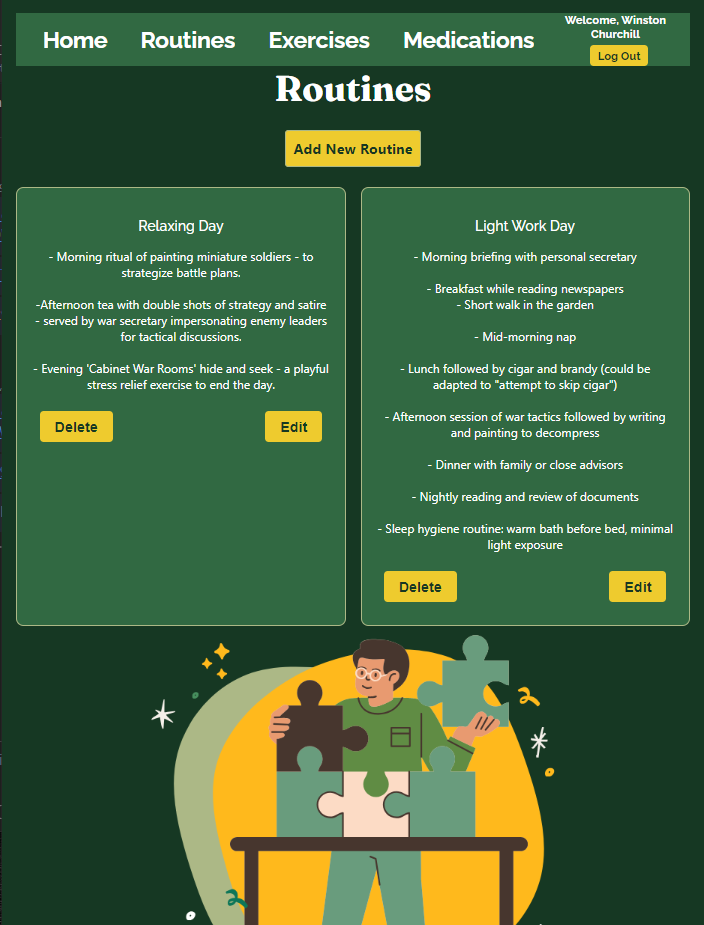 Home Routines Exercises Medications
Welcome, Winston
Churchill
Log Out
Routines
Add New Routine
Relaxing Day
- Morning ritual of painting miniature soldiers - to
strategize battle plans.
-Afternoon tea with double shots of strategy and satire
- served by war secretary impersonating enemy leaders
for tactical discussions.
- Evening 'Cabinet War Rooms' hide and seek - a playful
stress relief exercise to end the day.
Delete Edit
Light Work Day
- Morning briefing with personal secretary
- Breakfast while reading newspapers
- Short walk in the garden
- Mid-morning nap
- Lunch followed by cigar and brandy (could be
adapted to "attempt to skip cigar")
- Afternoon session of war tactics followed by writing
and painting to decompress
- Dinner with family or close advisors
- Nightly reading and review of documents
- Sleep hygiene routine: warm bath before bed, minimal
light exposure
Delete Edit